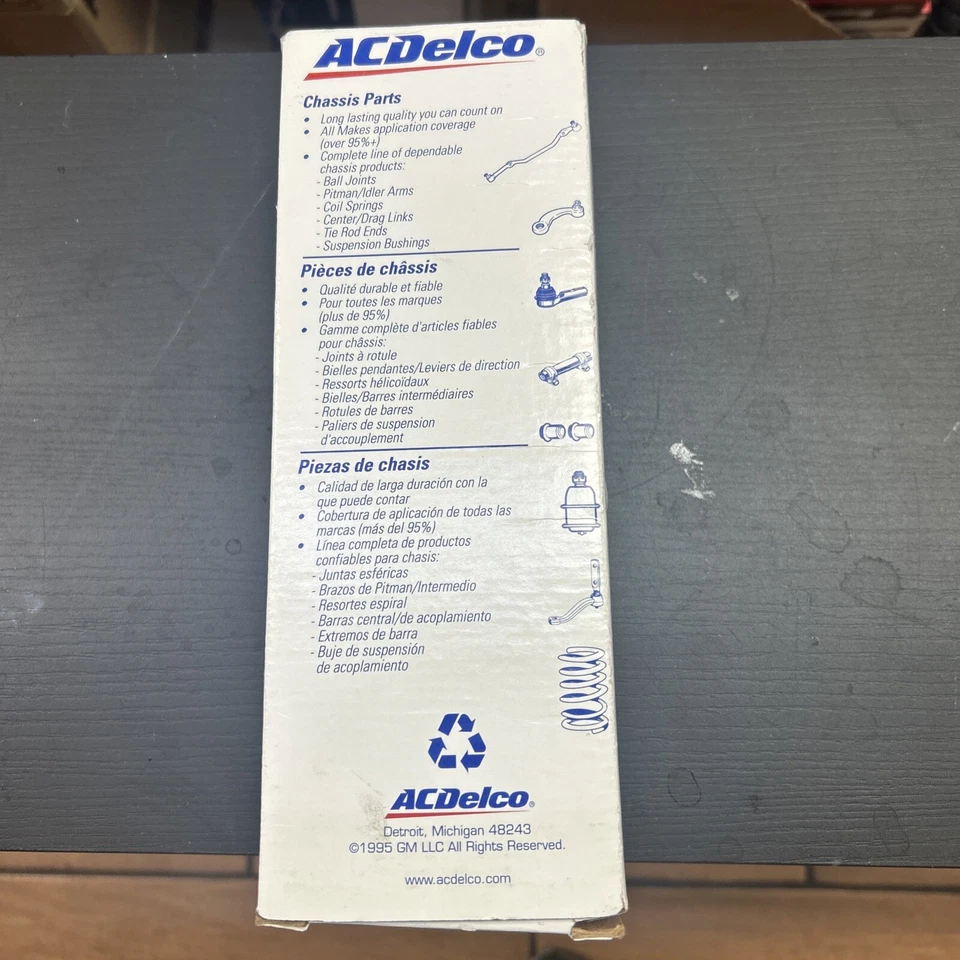 ACDelco®
Chassis Parts
• Long lasting quality you can count on
• All Makes application coverage
(over 95%+)
• Complete line of dependable
chassis products:
- Ball Joints
- Pitman/Idler Arms
- Coil Springs
- Center/Drag Links
- Tie Rod Ends
- Suspension Bushings
Pièces de châssis
• Qualité durable et fiable
• Pour toutes les marques
(plus de 95%)
• Gamme complète d'articles fiables
pour châssis:
- Joints à rotule
- Bielles pendantes/Leviers de direction
- Ressorts hélicoïdaux
- Bielles/Barres intermédiaires
- Rotules de barres
- Paliers de suspension
d'accouplement
Piezas de chasis
• Calidad de larga duración con la
que puede contar
• Cobertura de aplicación de todas las
marcas (más del 95%)
• Línea completa de productos
confiables para chasis:
- Juntas esféricas
- Brazos de Pitman/Intermedio
- Resortes espiral
- Barras central/de acoplamiento
- Extremos de barra
- Buje de suspensión
de acoplamiento
ACDelco®
Detroit, Michigan 48243
©1995 GM LLC All Rights Reserved.
www.acdelco.com